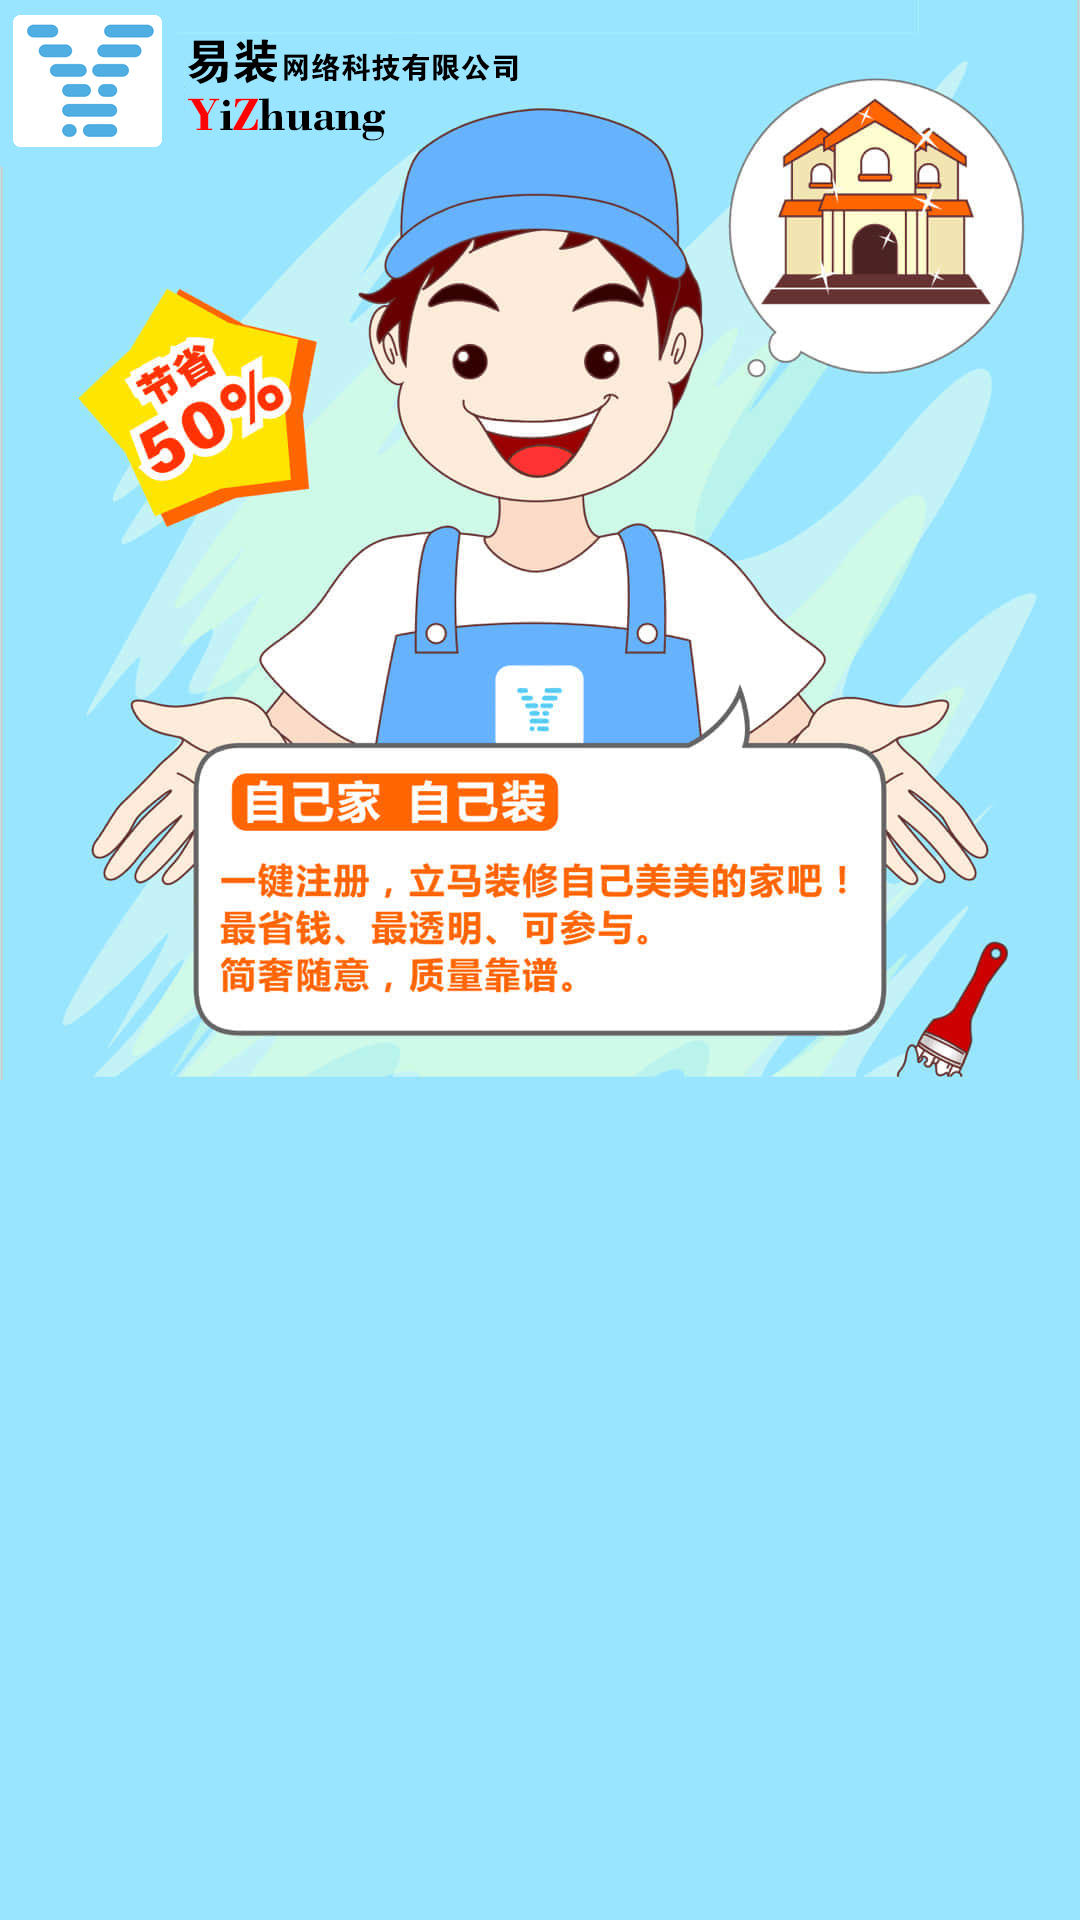 易装网络科技有限公司
YiZhuang
节省
50%
自己家 自己装
一键注册，立马装修自己美美的家吧！
最省钱、最透明、可参与。
简奢随意，质量靠谱。